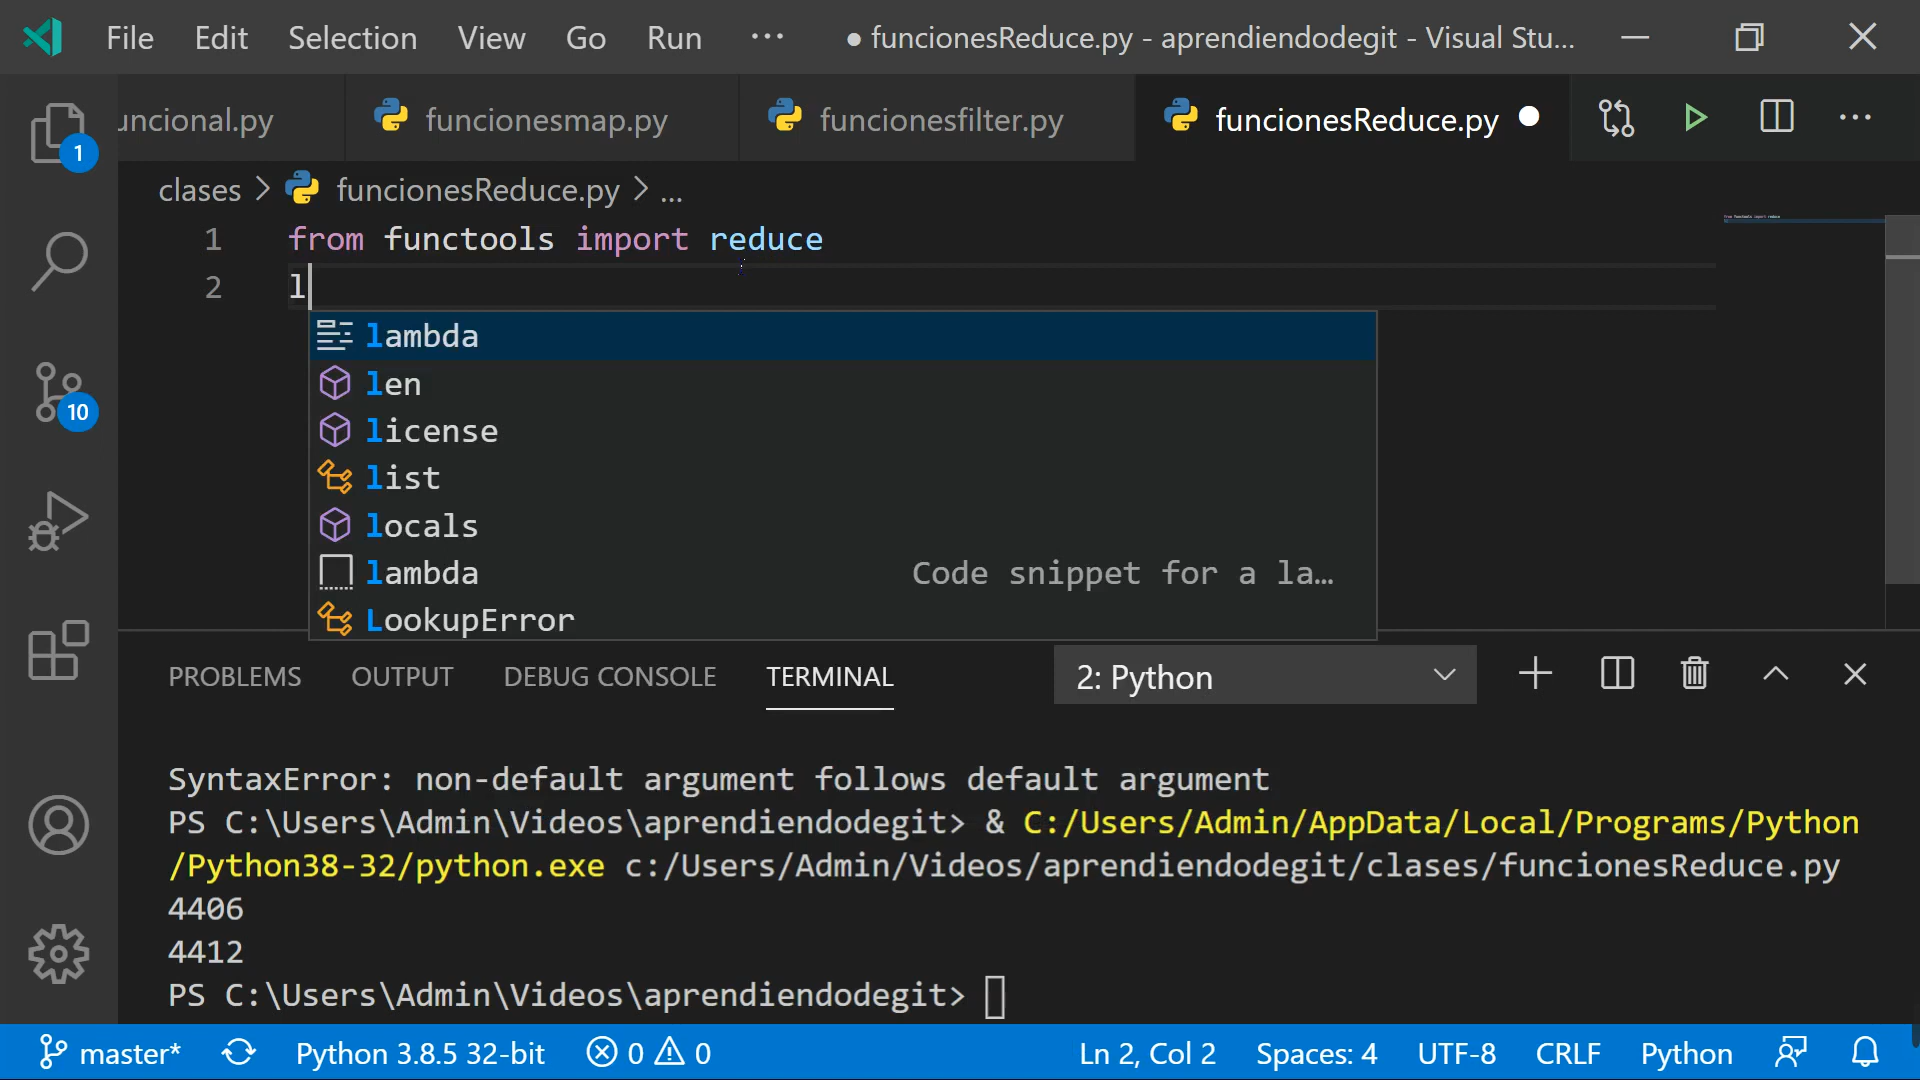 File Edit Selection View Go Run ··· ● funcionesReduce.py - aprendiendodegit - Visual Stu...
uncional.py funcionesmap.py funcionesfilter.py funcionesReduce.py ● ···
1
clases > funcionesReduce.py > ...
1 from functools import reduce
2 l
lambda
len
license
list
locals
lambda Code snippet for a la…
LookupError
10
PROBLEMS OUTPUT DEBUG CONSOLE TERMINAL 2: Python
SyntaxError: non-default argument follows default argument
PS C:\Users\Admin\Videos\aprendiendodegit> & C:/Users/Admin/AppData/Local/Programs/Python
/Python38-32/python.exe c:/Users/Admin/Videos/aprendiendodegit/clases/funcionesReduce.py
4406
4412
PS C:\Users\Admin\Videos\aprendiendodegit>
master* Python 3.8.5 32-bit 0 0 Ln 2, Col 2 Spaces: 4 UTF-8 CRLF Python